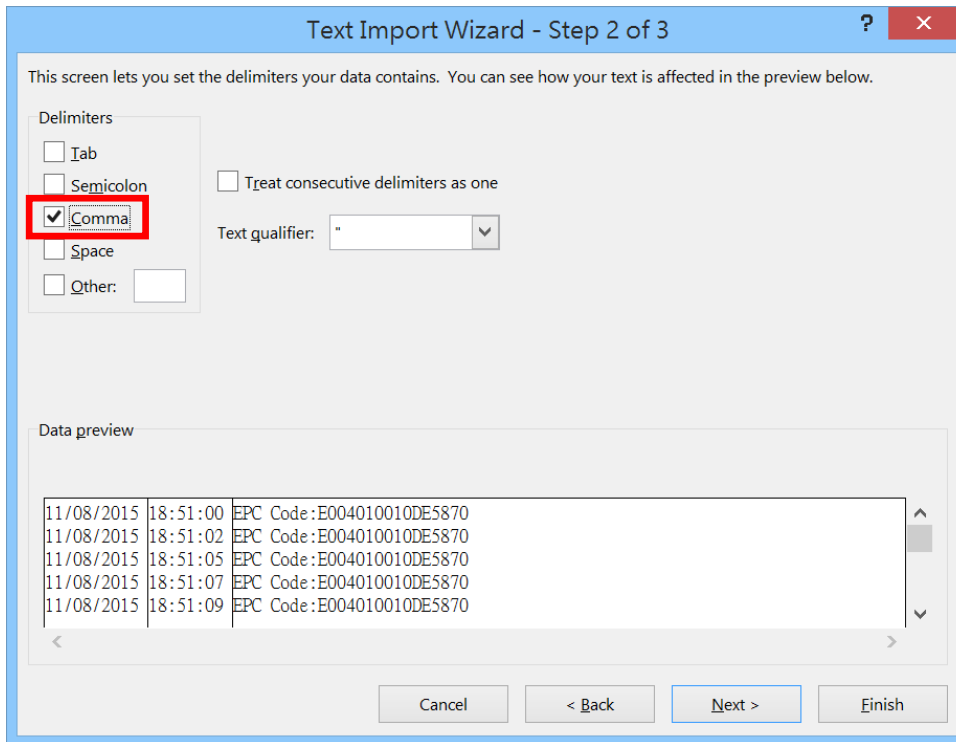 Text Import Wizard - Step 2 of 3
?
This screen lets you set the delimiters your data contains. You can see how your text is affected in the preview below.
Delimiters
Tab
Semicolon
Comma
Space
Other:
Treat consecutive delimiters as one
Text qualifier: "
Data preview
11/08/2015 18:51:00 EPC Code:E004010010DE5870
11/08/2015 18:51:02 EPC Code:E004010010DE5870
11/08/2015 18:51:05 EPC Code:E004010010DE5870
11/08/2015 18:51:07 EPC Code:E004010010DE5870
11/08/2015 18:51:09 EPC Code:E004010010DE5870
Cancel < Back Next > Finish